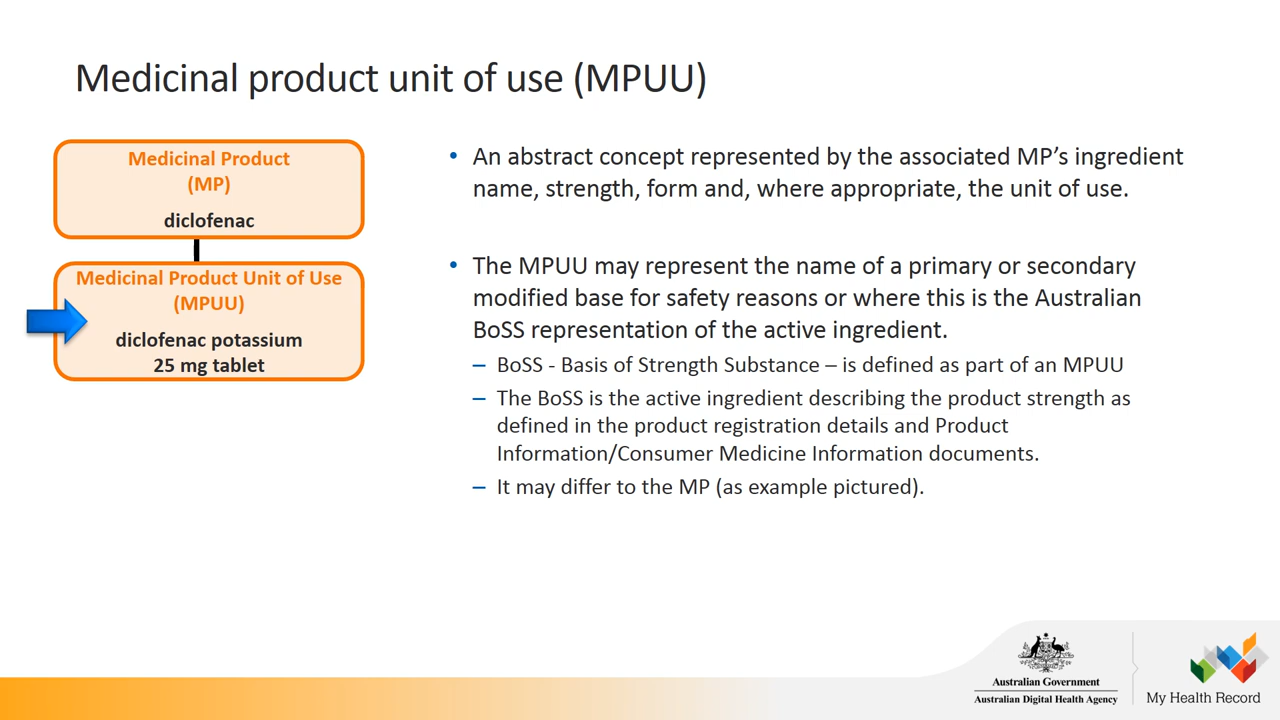 Medicinal product unit of use (MPUU)
Medicinal Product
(MP)
diclofenac
Medicinal Product Unit of Use
(MPUU)
diclofenac potassium
25 mg tablet
• An abstract concept represented by the associated MP’s ingredient
name, strength, form and, where appropriate, the unit of use.
• The MPUU may represent the name of a primary or secondary
modified base for safety reasons or where this is the Australian
BoSS representation of the active ingredient.
– BoSS - Basis of Strength Substance – is defined as part of an MPUU
– The BoSS is the active ingredient describing the product strength as
defined in the product registration details and Product
Information/Consumer Medicine Information documents.
– It may differ to the MP (as example pictured).
Australian Government
Australian Digital Health Agency
My Health Record